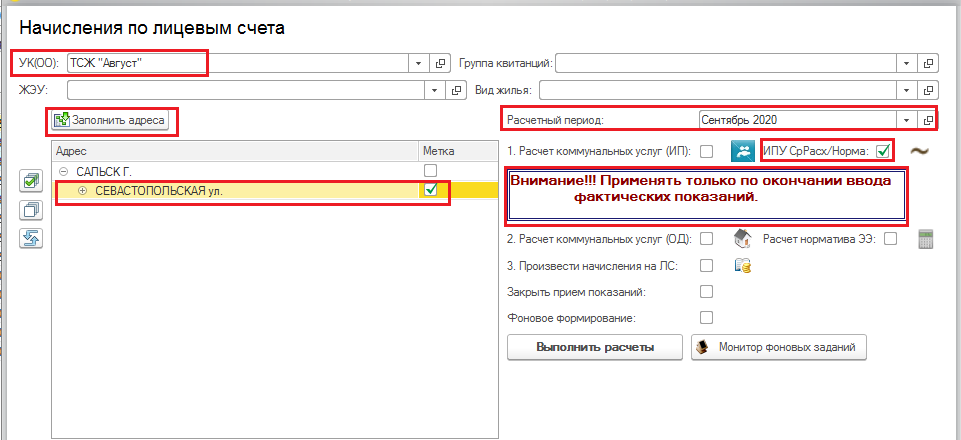 Начисления по лицевым счета
УК(ОО): ТСЖ "Август" Группа квитанций:
ЖЭУ: Вид жилья:
Заполнить адреса Расчетный период: Сентябрь 2020
Адрес Метка
1. Расчет коммунальных услуг (ИП): ИПУ СрРасх/Норма:
САЛЬСК Г.
СЕВАСТОПОЛЬСКАЯ ул.
Внимание!!! Применять только по окончании ввода
фактических показаний.
2. Расчет коммунальных услуг (ОД): Расчет норматива ЭЭ:
3. Произвести начисления на ЛС:
Закрыть прием показаний:
Фоновое формирование:
Выполнить расчеты Монитор фоновых заданий